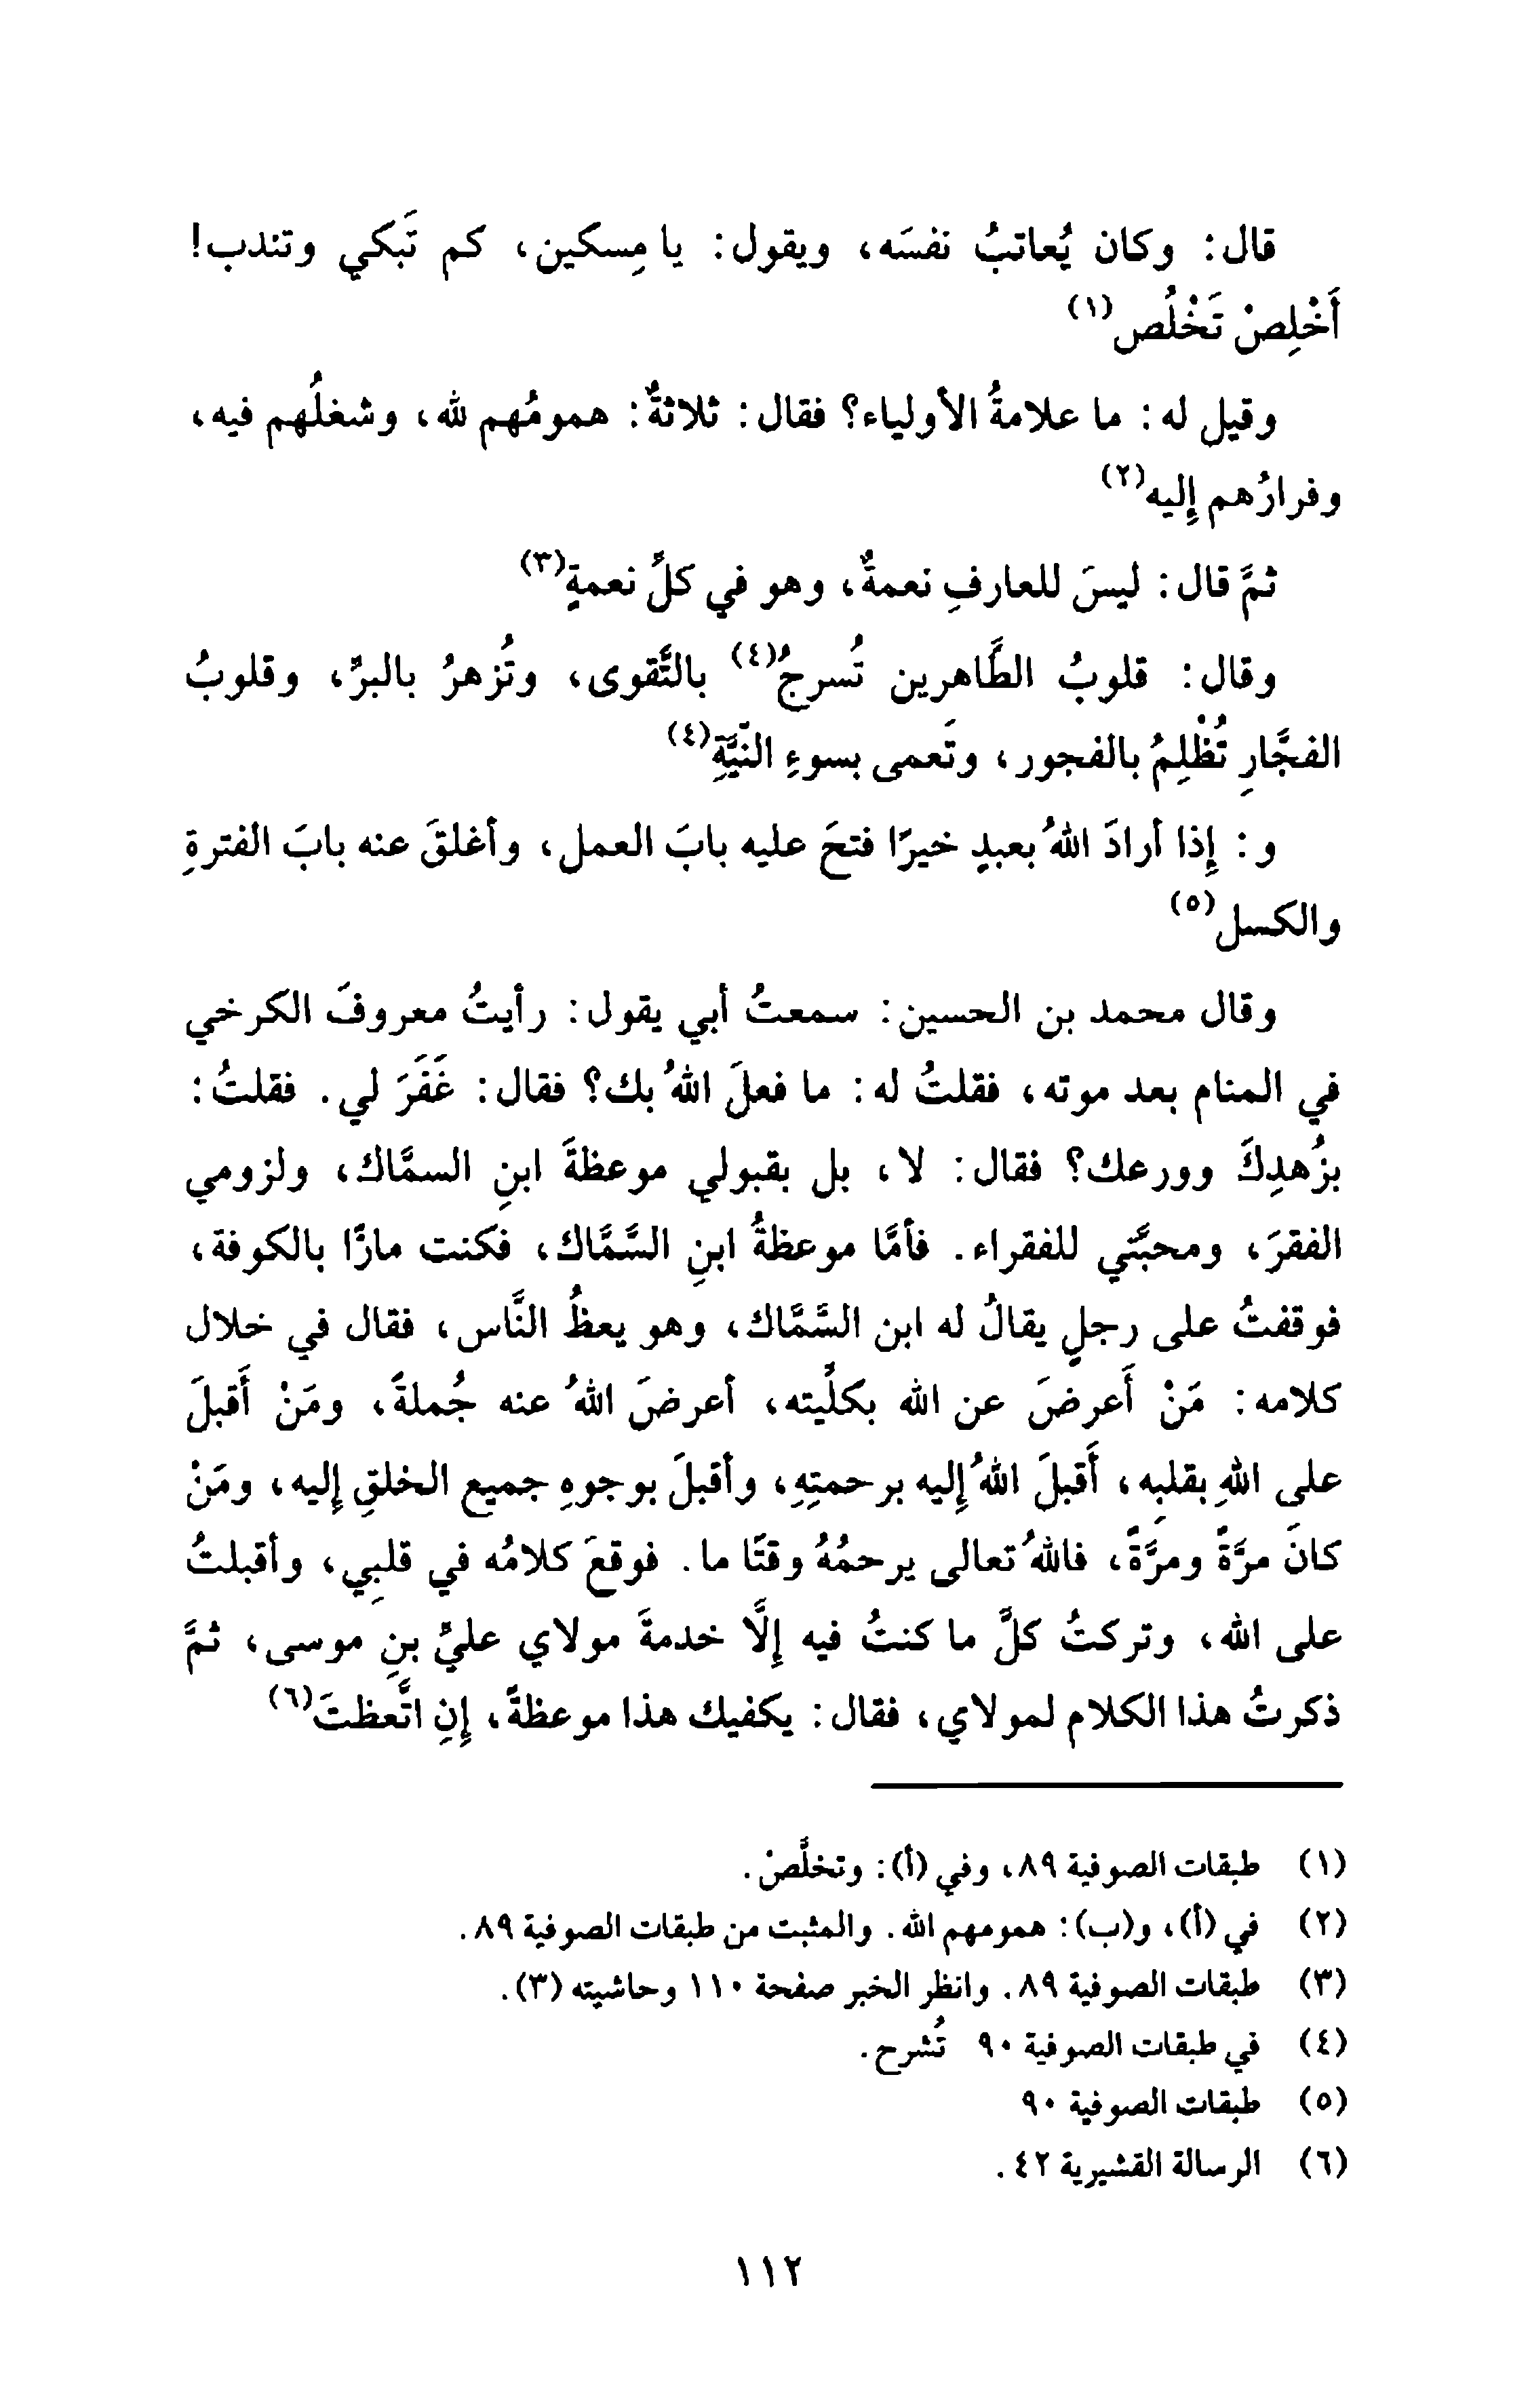 قال: وكان يُعاتبُ نفسَه، ويقول: يا مِسكين، كم تَبكي وتندب!
أَخْلِصْ تَخْلُص(١)
وقيل له: ما علامةُ الأولياء؟ فقال: ثلاثةٌ: همومُهم لله، وشغلُهم فيه،
وفرارُهم إِليه(٢)
ثمَّ قال: ليسَ للعارفِ نعمةٌ، وهو في كلِّ نعمةٍ(٣)
وقال: قلوبُ الطَّاهرين تُسرجُ(٤) بالتَّقوى، وتُزهرُ بالبرِّ، وقلوبُ
الفجَّارِ تُظْلِمُ بالفجور، وتَعمى بسوءِ النِّيَّةِ(٤)
و: إِذا أرادَ اللهُ بعبدٍ خيرًا فتحَ عليه بابَ العمل، وأغلقَ عنه بابَ الفترةِ
والكسل(٥)
وقال محمد بن الحسين: سمعتُ أبي يقول: رأيتُ معروفَ الكرخي
في المنام بعد موته، فقلتُ له: ما فعلَ اللهُ بك؟ فقال: غَفَرَ لي. فقلتُ:
بزُهدِكَ وورعك؟ فقال: لا، بل بقبولي موعظةَ ابنِ السمَّاك، ولزومي
الفقرَ، ومحبَّتي للفقراء. فأمَّا موعظةُ ابنِ السَّمَّاك، فكنت مارًّا بالكوفة،
فوقفتُ على رجلٍ يقالُ له ابن السَّمَّاك، وهو يعظُ النَّاس، فقال في خلال
كلامه: مَنْ أَعرضَ عن الله بكلِّيته، أعرضَ اللهُ عنه جُملةً، ومَنْ أَقبلَ
على اللهِ بقلبِه، أَقبلَ اللهُ إليه برحمتِهِ، وأقبلَ بوجوهِ جميع الخلقِ إليه، ومَنْ
كانَ مرَّةً ومرَّةً، فاللهُ تعالى يرحمُهُ وقتًا ما. فوقعَ كلامُه في قلبِي، وأقبلتُ
على الله، وتركتُ كلَّ ما كنتُ فيه إِلَّا خدمةَ مولاي عليِّ بنِ موسى، ثمَّ
ذكرتُ هذا الكلام لمولاي، فقال: يكفيك هذا موعظةً، إِنِ اتَّعظتَ(٦)
(١) طبقات الصوفية ٨٩، وفي (أ): وتخلَّصْ.
(٢) في (أ)، و(ب): همومهم الله. والمثبت من طبقات الصوفية ٨٩.
(٣) طبقات الصوفية ٨٩. وانظر الخبر صفحة ١١٠ وحاشيته (٣).
(٤) في طبقات الصوفية ٩٠ تُشرح.
(٥) طبقات الصوفية ٩٠
(٦) الرسالة القشيرية ٤٢.
١١٢